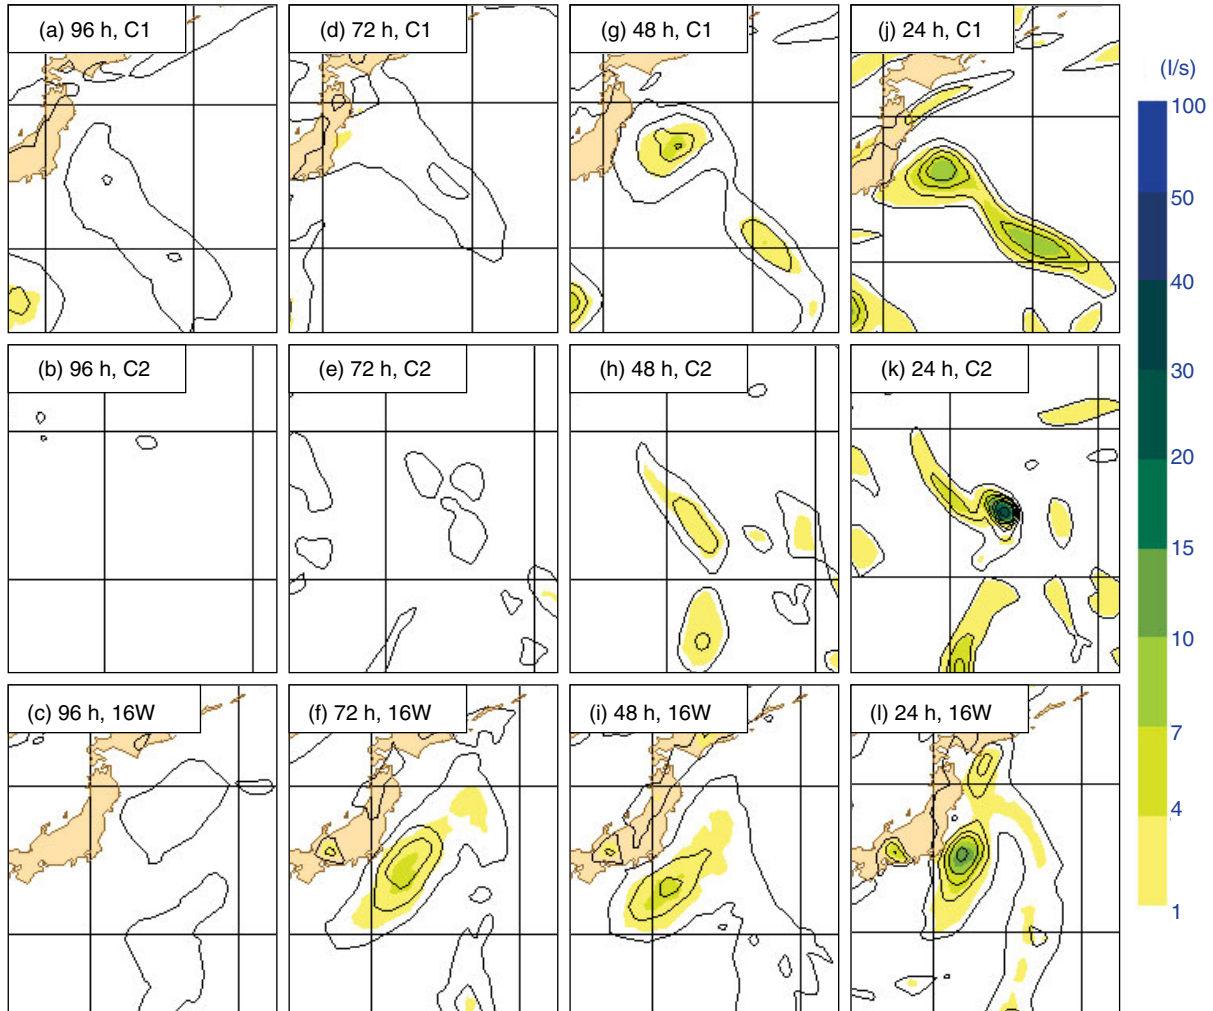 (a) 96 h, C1
(d) 72 h, C1
(g) 48 h, C1
(j) 24 h, C1
(l/s)
100
50
40
30
20
15
10
7
4
1
(b) 96 h, C2
(e) 72 h, C2
(h) 48 h, C2
(k) 24 h, C2
(c) 96 h, 16W
(f) 72 h, 16W
(i) 48 h, 16W
(l) 24 h, 16W